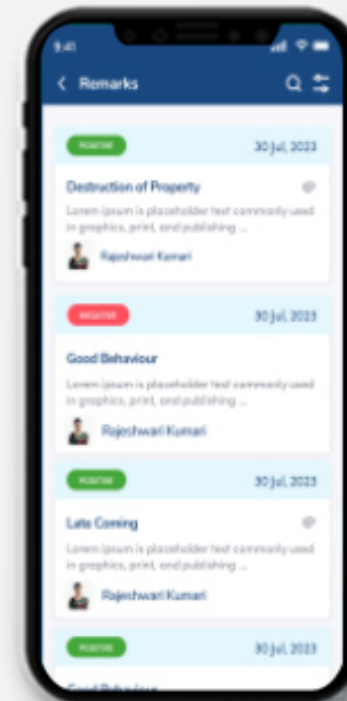 9:41
Remarks
POSITIVE
30 Jul, 2023
Destruction of Property
Lorem ipsum is placeholder text commonly used
in graphics, print, and publishing ...
Rajeshwari Kumari
NEGATIVE
30 Jul, 2023
Good Behaviour
Lorem ipsum is placeholder text commonly used
in graphics, print, and publishing ...
Rajeshwari Kumari
POSITIVE
30 Jul, 2023
Late Coming
Lorem ipsum is placeholder text commonly used
in graphics, print, and publishing ...
Rajeshwari Kumari
POSITIVE
30 Jul, 2023
Good Behaviour